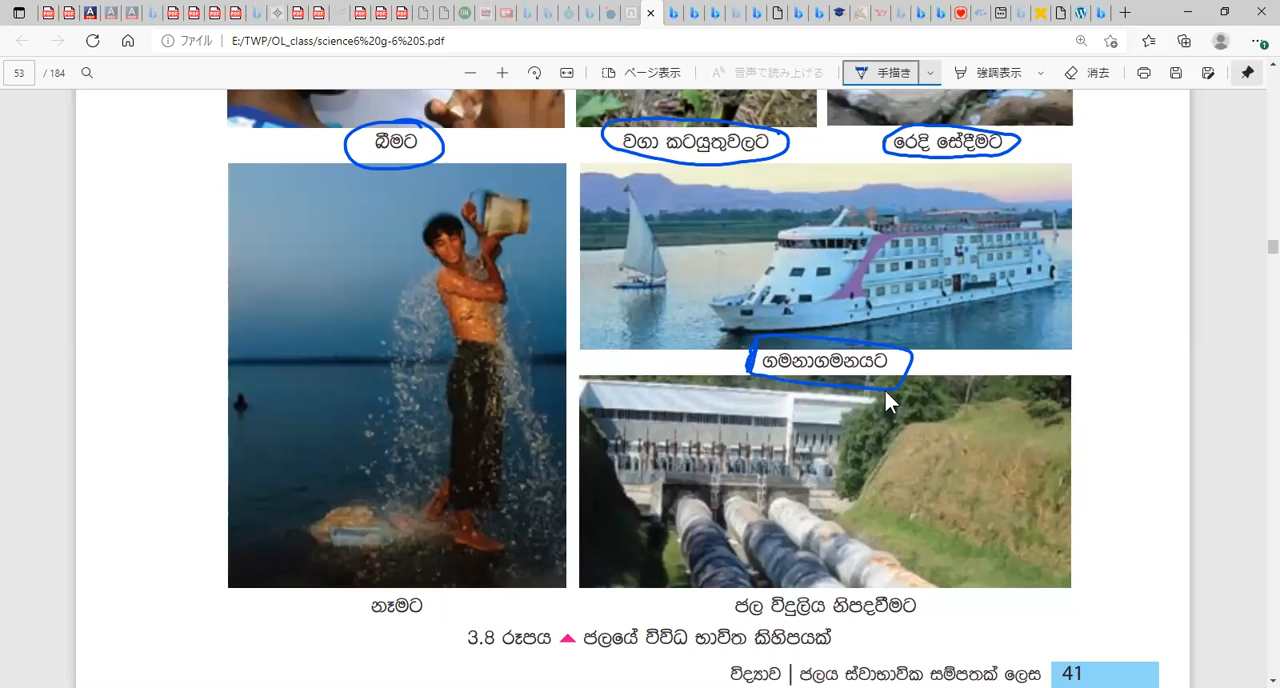 ファイル | E:/TWP/OL_class/science6%20g-6%20S.pdf
53 / 184 ページ表示 音声で読み上げる 手描き 強調表示 消去
බීමට වගා කටයුතුවලට රෙදි සේදීමට
ගමනාගමනයට
නෑමට ජල විදුලිය නිපදවීමට
3.8 රූපය ▲ ජලයේ විවිධ භාවිත කිහිපයක්
විද්‍යාව | ජලය ස්වාභාවික සම්පතක් ලෙස 41